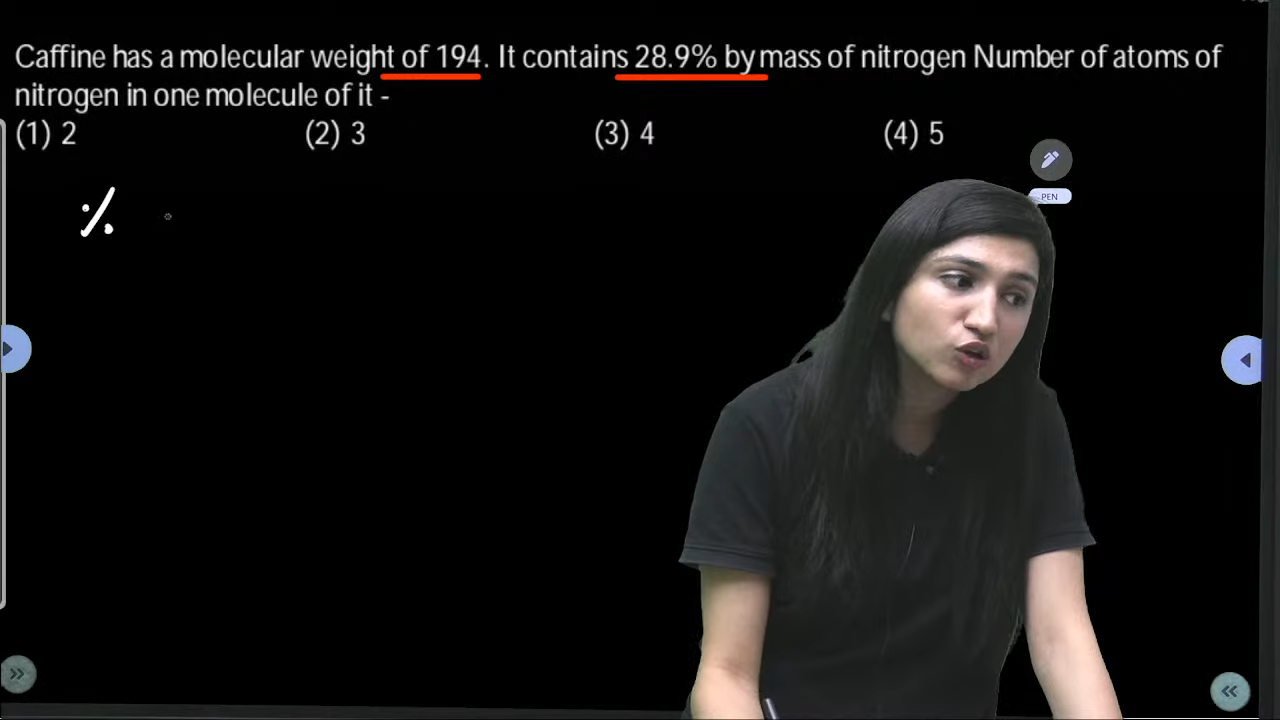 Caffine has a molecular weight of 194. It contains 28.9% by mass of nitrogen Number of atoms of
nitrogen in one molecule of it -
(1) 2 (2) 3 (3) 4 (4) 5
PEN
%